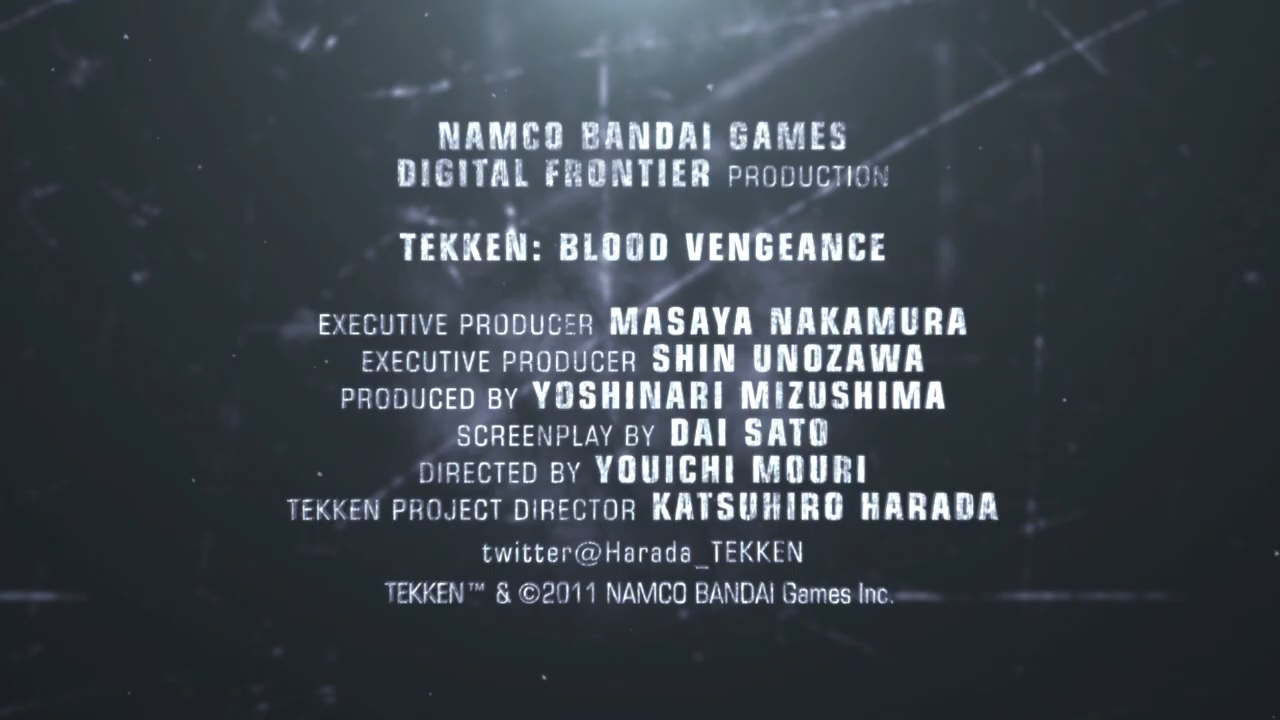 NAMCO BANDAI GAMES
DIGITAL FRONTIER PRODUCTION
TEKKEN: BLOOD VENGEANCE
EXECUTIVE PRODUCER MASAYA NAKAMURA
EXECUTIVE PRODUCER SHIN UNOZAWA
PRODUCED BY YOSHINARI MIZUSHIMA
SCREENPLAY BY DAI SATO
DIRECTED BY YOUICHI MOURI
TEKKEN PROJECT DIRECTOR KATSUHIRO HARADA
twitter@Harada_TEKKEN
TEKKEN™ & ©2011 NAMCO BANDAI Games Inc.